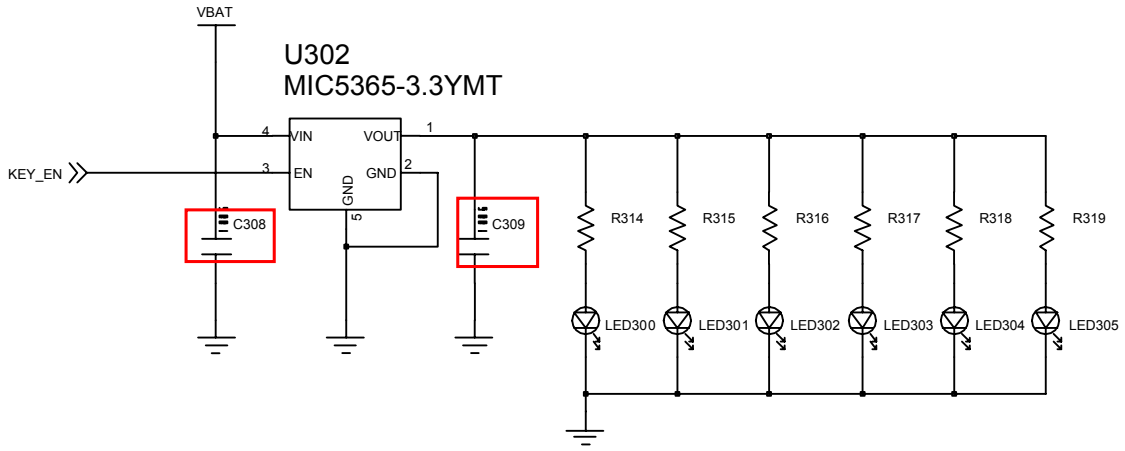 VBAT
U302
MIC5365-3.3YMT
4
VIN
VOUT
1
KEY_EN
3
EN
GND
2
GND
5
C308
C309
R314
R315
R316
R317
R318
R319
LED300
LED301
LED302
LED303
LED304
LED305